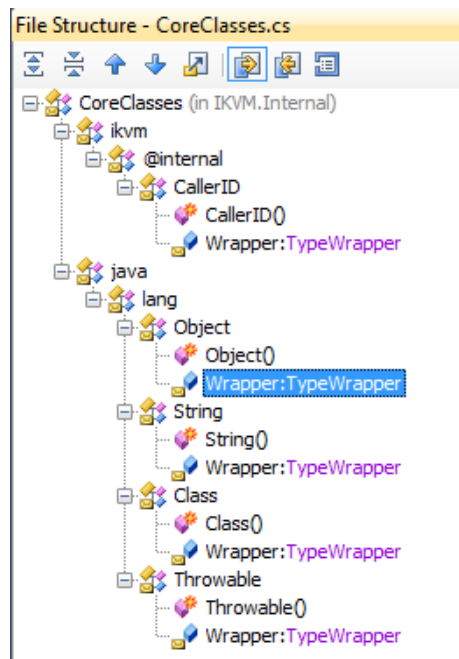 File Structure - CoreClasses.cs
CoreClasses (in IKVM.Internal)
ikvm
@internal
CallerID
CallerID()
Wrapper:TypeWrapper
java
lang
Object
Object()
Wrapper:TypeWrapper
String
String()
Wrapper:TypeWrapper
Class
Class()
Wrapper:TypeWrapper
Throwable
Throwable()
Wrapper:TypeWrapper